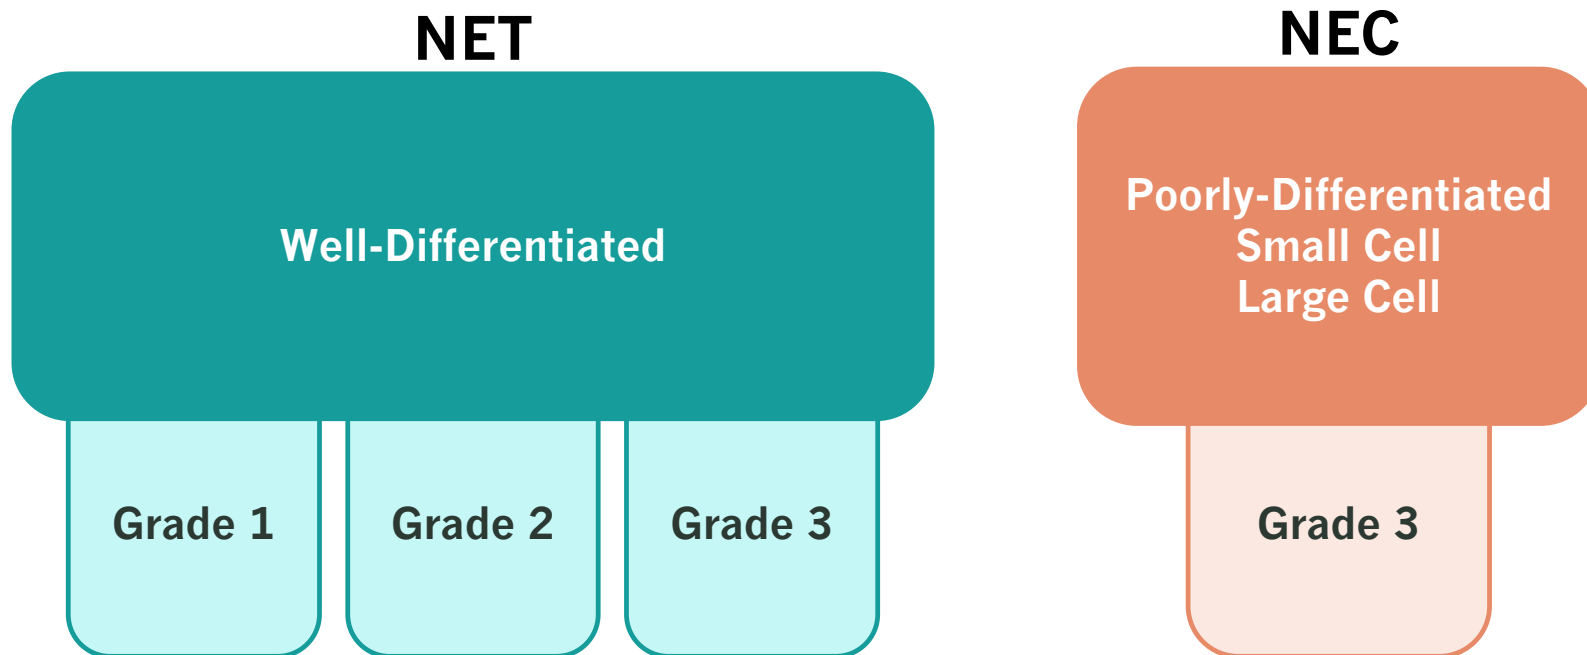 NET
Well-Differentiated
Grade 1
Grade 2
Grade 3
NEC
Poorly-Differentiated
Small Cell
Large Cell
Grade 3